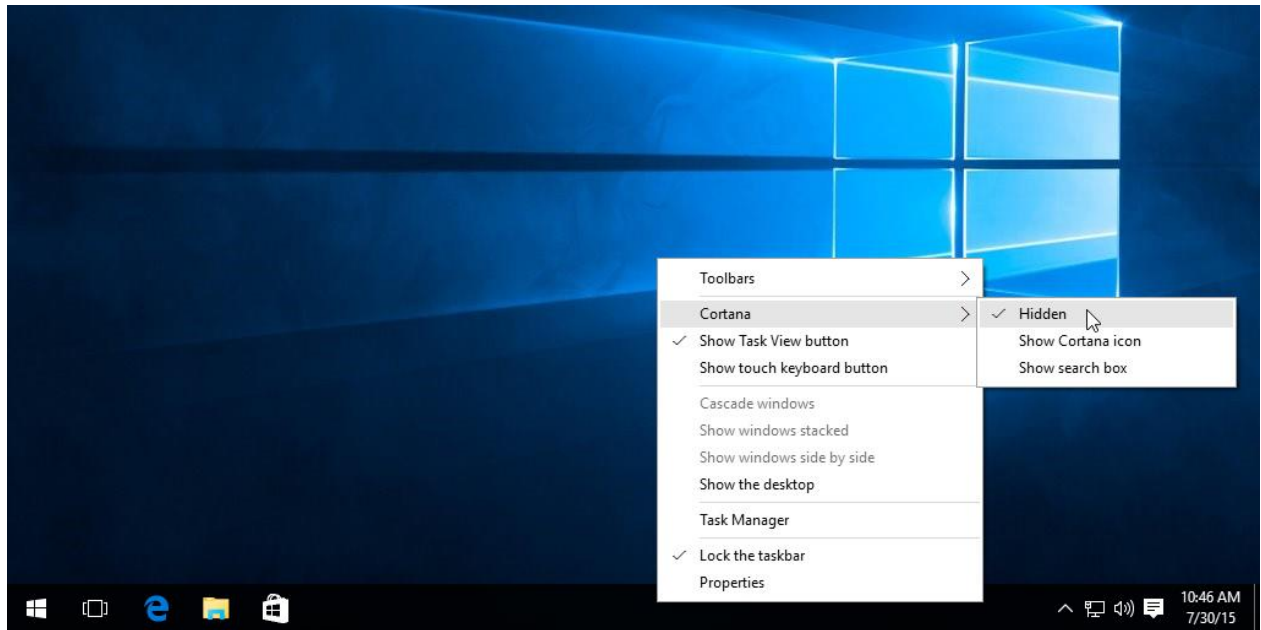 Toolbars
Cortana
Hidden
Show Task View button
Show Cortana icon
Show touch keyboard button
Show search box
Cascade windows
Show windows stacked
Show windows side by side
Show the desktop
Task Manager
Lock the taskbar
Properties
10:46 AM
7/30/15